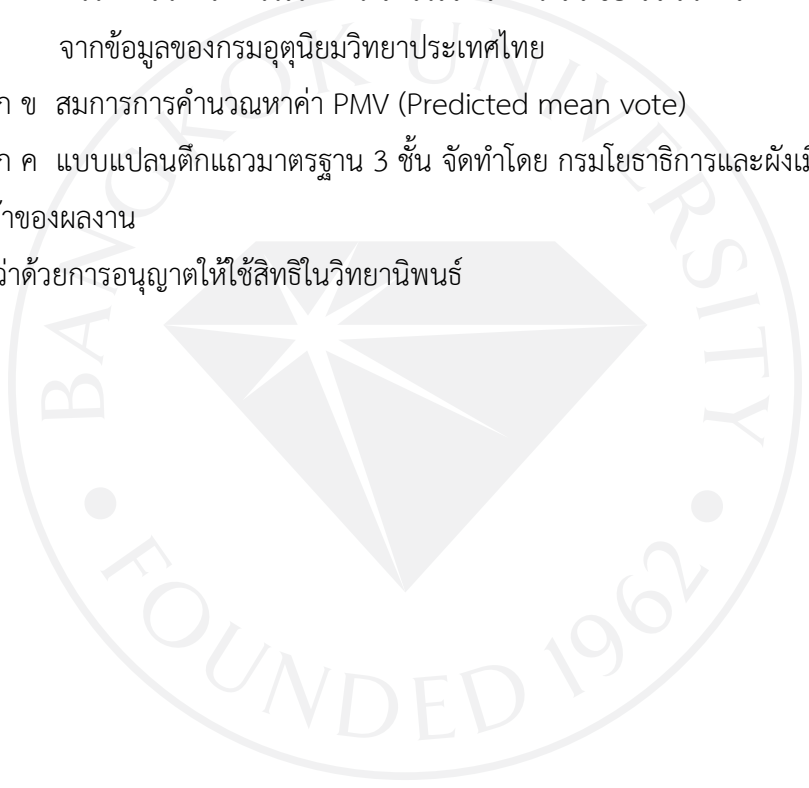 จากข้อมูลของกรมอุตุนิยมวิทยาประเทศไทย
ก ข สมการการคำนวณหาค่า PMV (Predicted mean vote)
ก ค แบบแปลนตึกแถวมาตรฐาน 3 ชั้น จัดทำโดย กรมโยธาธิการและผังเมื
ของผลงาน
ว่าด้วยการอนุญาตให้ใช้สิทธิในวิทยานิพนธ์
BANGKOK UNIVERSITY
FOUNDED 1962